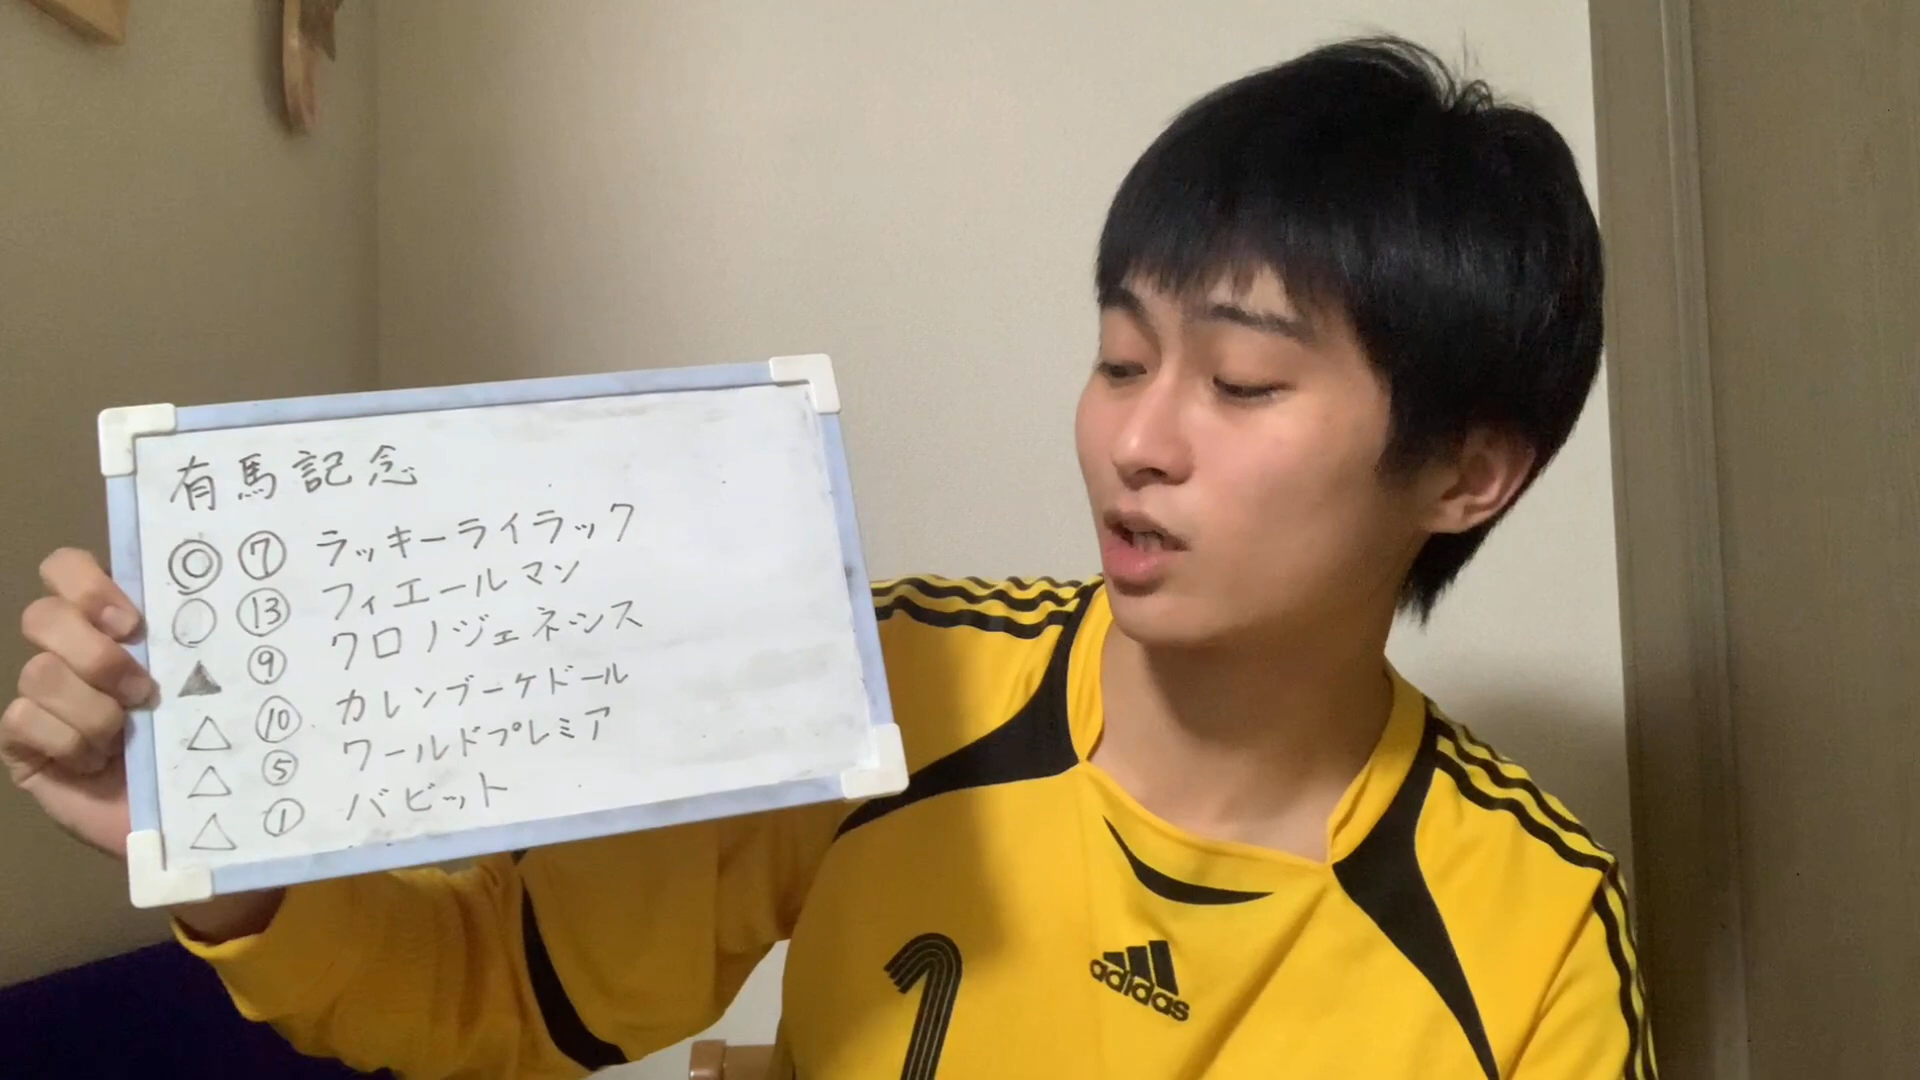 有馬記念
◎ ⑦ ラッキーライラック
○ ⑬ フィエールマン
▲ ⑨ クロノジェネシス
△ ⑩ カレンブーケドール
△ ⑤ ワールドプレミア
△ ① バビット
1
adidas